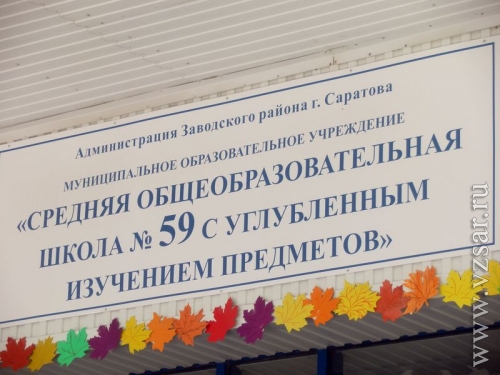 Администрация Заводского района г. Саратова
МУНИЦИПАЛЬНОЕ ОБРАЗОВАТЕЛЬНОЕ УЧРЕЖДЕНИЕ
«СРЕДНЯЯ ОБЩЕОБРАЗОВАТЕЛЬНАЯ
ШКОЛА № 59 С УГЛУБЛЕННЫМ
ИЗУЧЕНИЕМ ПРЕДМЕТОВ»
www.vzsar.ru